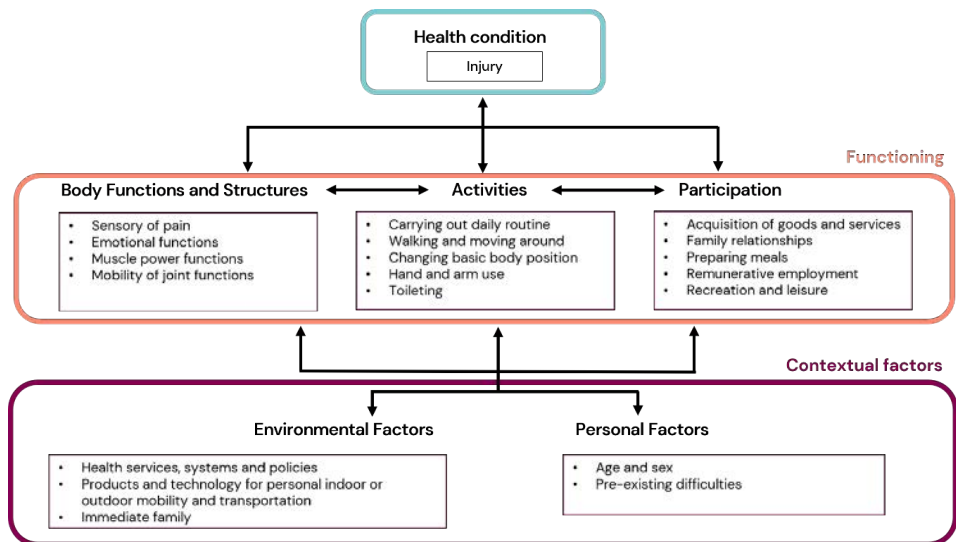 Health condition
Injury
Functioning
Body Functions and Structures
Activities
Participation
• Sensory of pain
• Emotional functions
• Muscle power functions
• Mobility of joint functions
• Carrying out daily routine
• Walking and moving around
• Changing basic body position
• Hand and arm use
• Toileting
• Acquisition of goods and services
• Family relationships
• Preparing meals
• Remunerative employment
• Recreation and leisure
Contextual factors
Environmental Factors
Personal Factors
• Health services, systems and policies
• Products and technology for personal indoor or
outdoor mobility and transportation
• Immediate family
• Age and sex
• Pre-existing difficulties